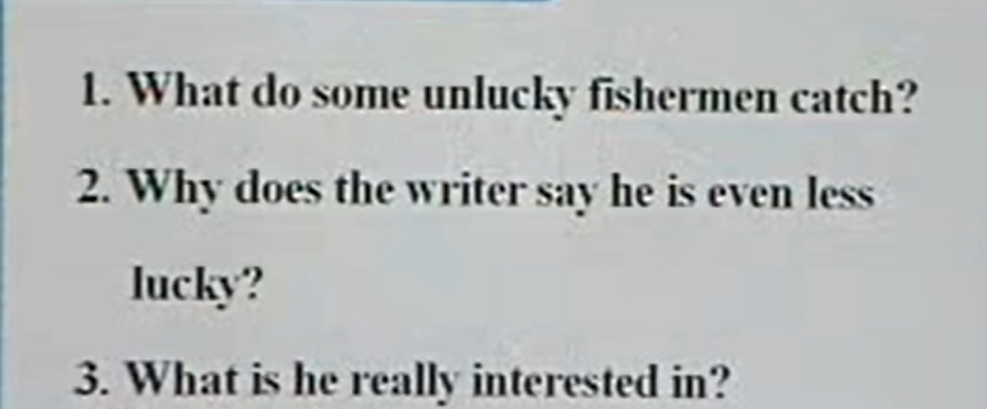 1. What do some unlucky fishermen catch?
2. Why does the writer say he is even less
lucky?
3. What is he really interested in?